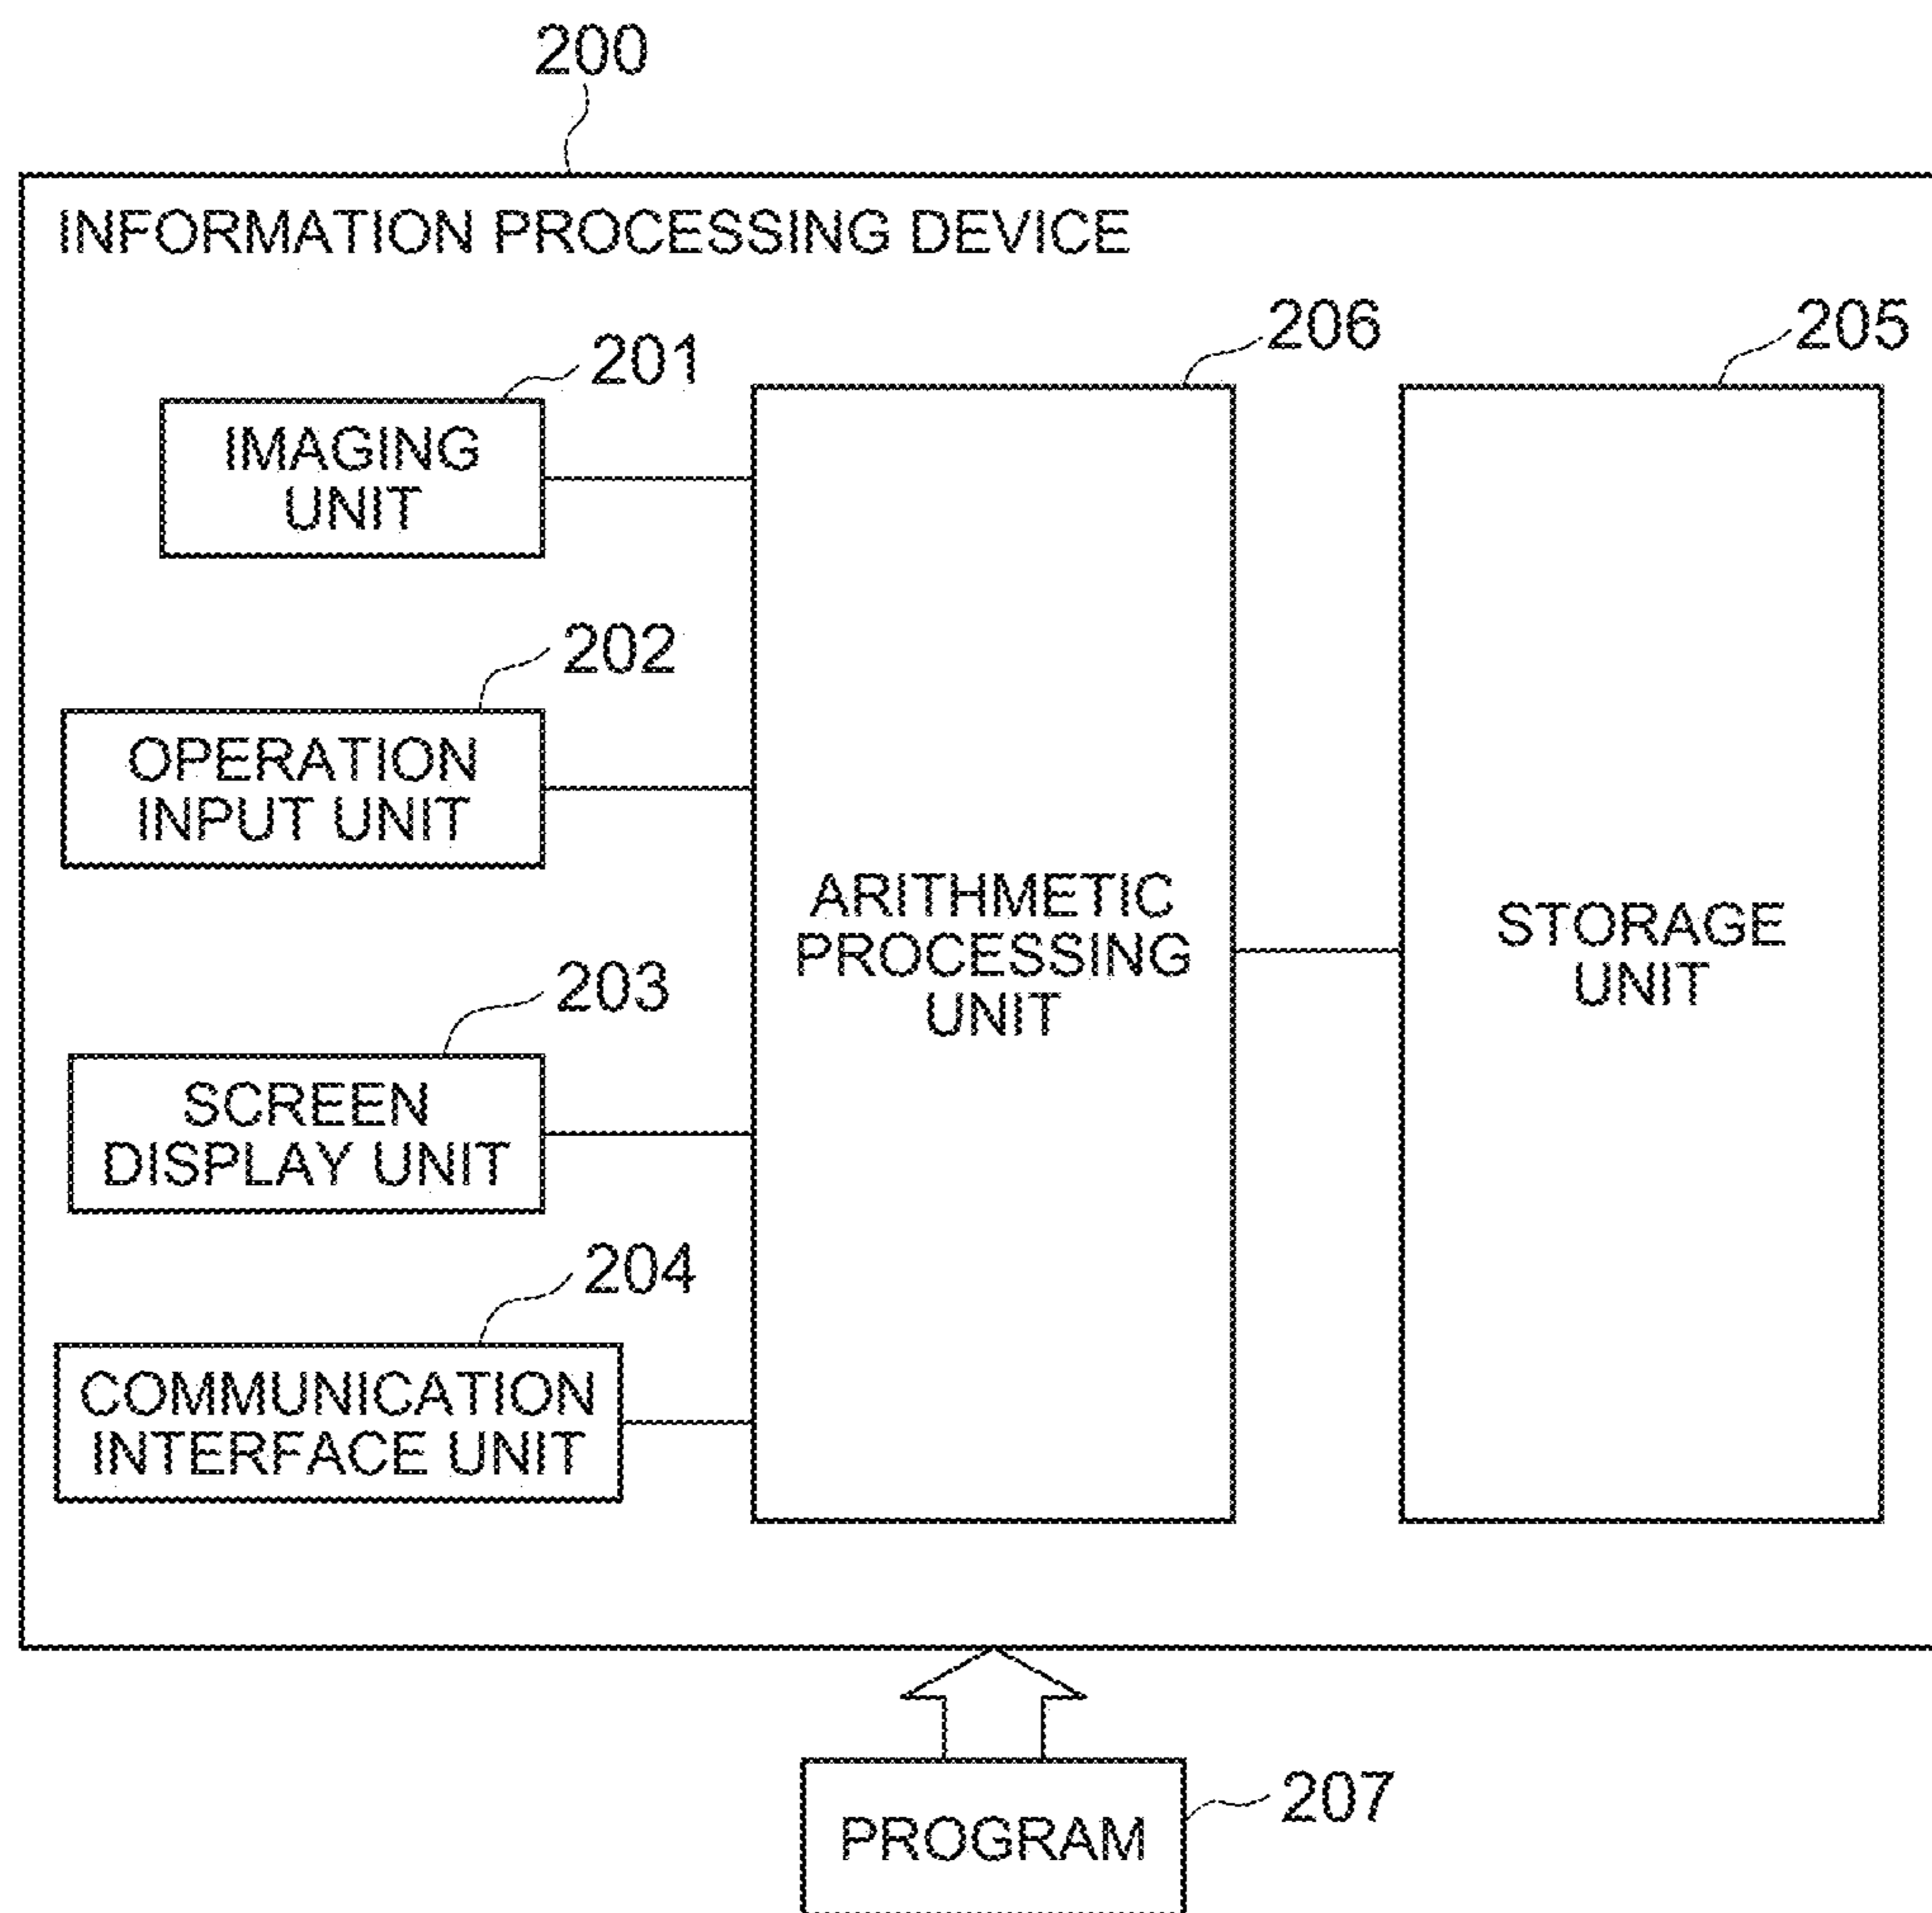 200
INFORMATION PROCESSING DEVICE
201
206
205
IMAGING
UNIT
202
OPERATION
INPUT UNIT
ARITHMETIC
PROCESSING
UNIT
STORAGE
UNIT
203
SCREEN
DISPLAY UNIT
204
COMMUNICATION
INTERFACE UNIT
207
PROGRAM